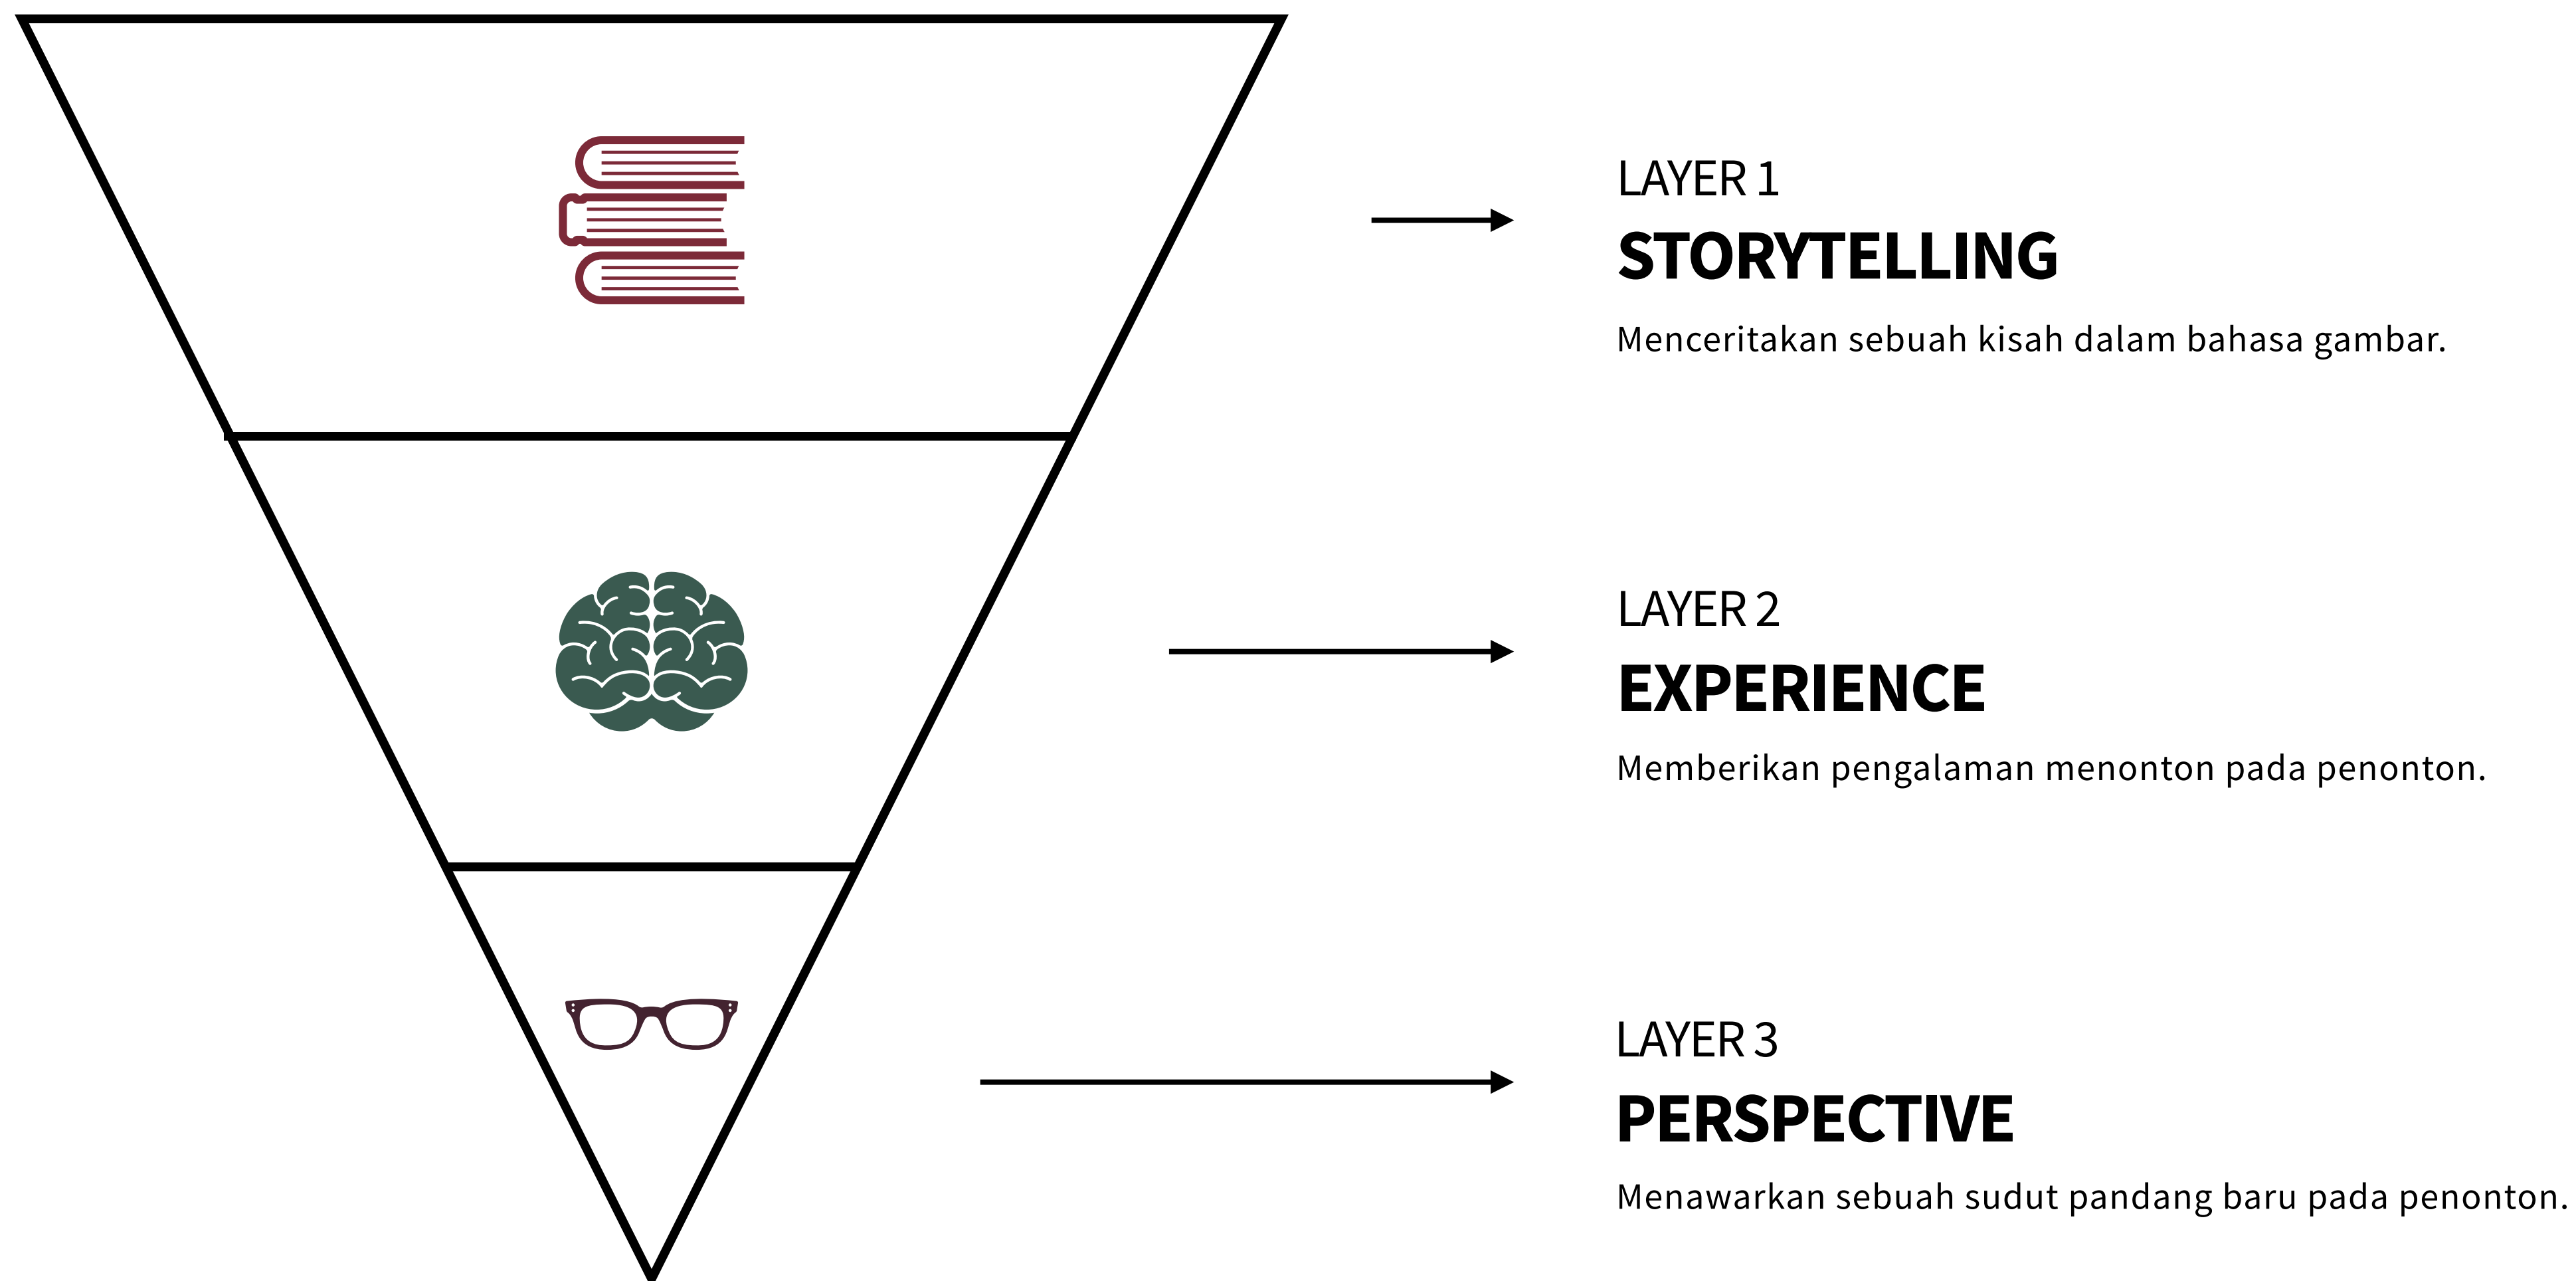 LAYER 1
STORYTELLING
Menceritakan sebuah kisah dalam bahasa gambar.
LAYER 2
EXPERIENCE
Memberikan pengalaman menonton pada penonton.
LAYER 3
PERSPECTIVE
Menawarkan sebuah sudut pandang baru pada penonton.